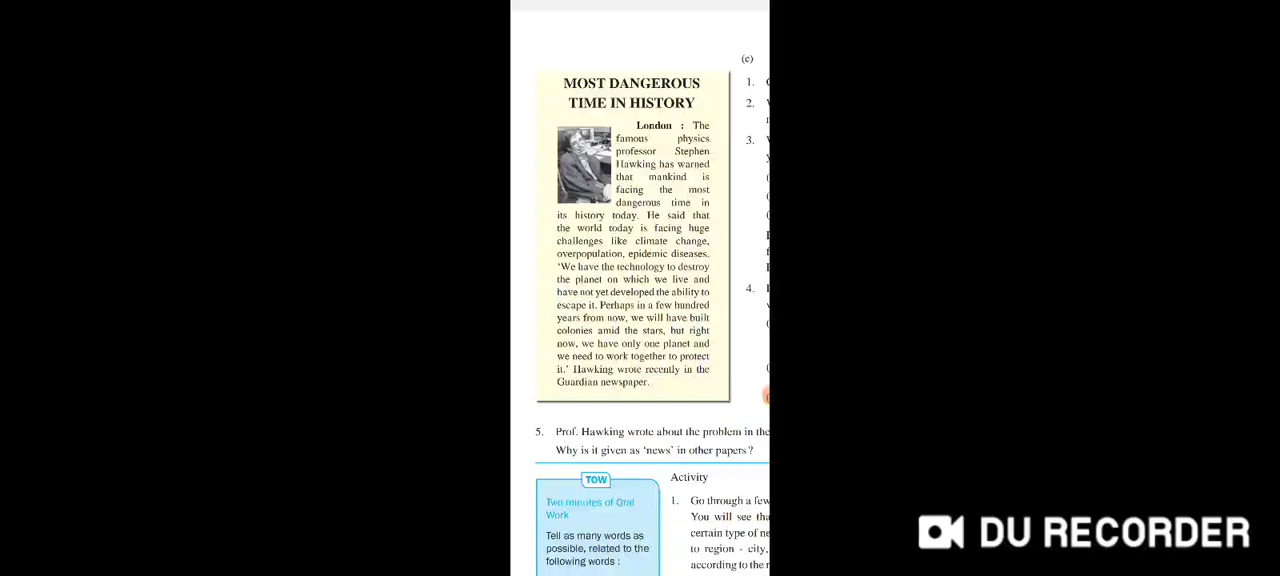 (c)
MOST DANGEROUS
TIME IN HISTORY
London : The
famous physics
professor Stephen
Hawking has warned
that mankind is
facing the most
dangerous time in
its history today. He said that
the world today is facing huge
challenges like climate change,
overpopulation, epidemic diseases.
‘We have the technology to destroy
the planet on which we live and
have not yet developed the ability to
escape it. Perhaps in a few hundred
years from now, we will have built
colonies amid the stars, but right
now, we have only one planet and
we need to work together to protect
it.’ Hawking wrote recently in the
Guardian newspaper.
1.
2.
3.
4.
5. Prof. Hawking wrote about the problem in the
Why is it given as ‘news’ in other papers ?
TOW
Two minutes of Oral
Work
Tell as many words as
possible, related to the
following words :
Activity
1. Go through a few
You will see tha
certain type of ne
to region - city,
according to the r
DU RECORDER